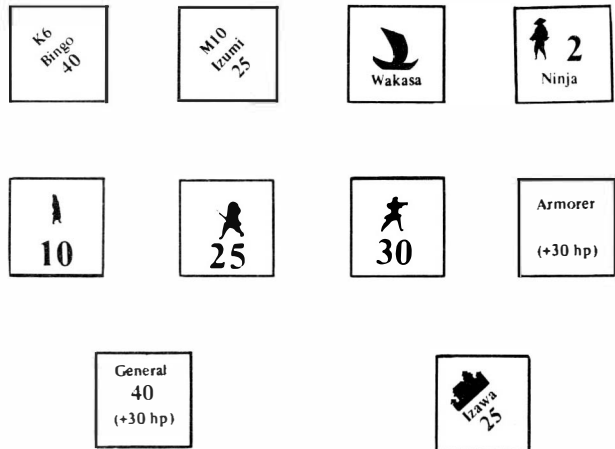 K6
Bingo
40
M10
Izumi
25
Wakasa
2
Ninja
10
25
30
Armorer
(+30 hp)
General
40
(+30 hp)
Izawa
25